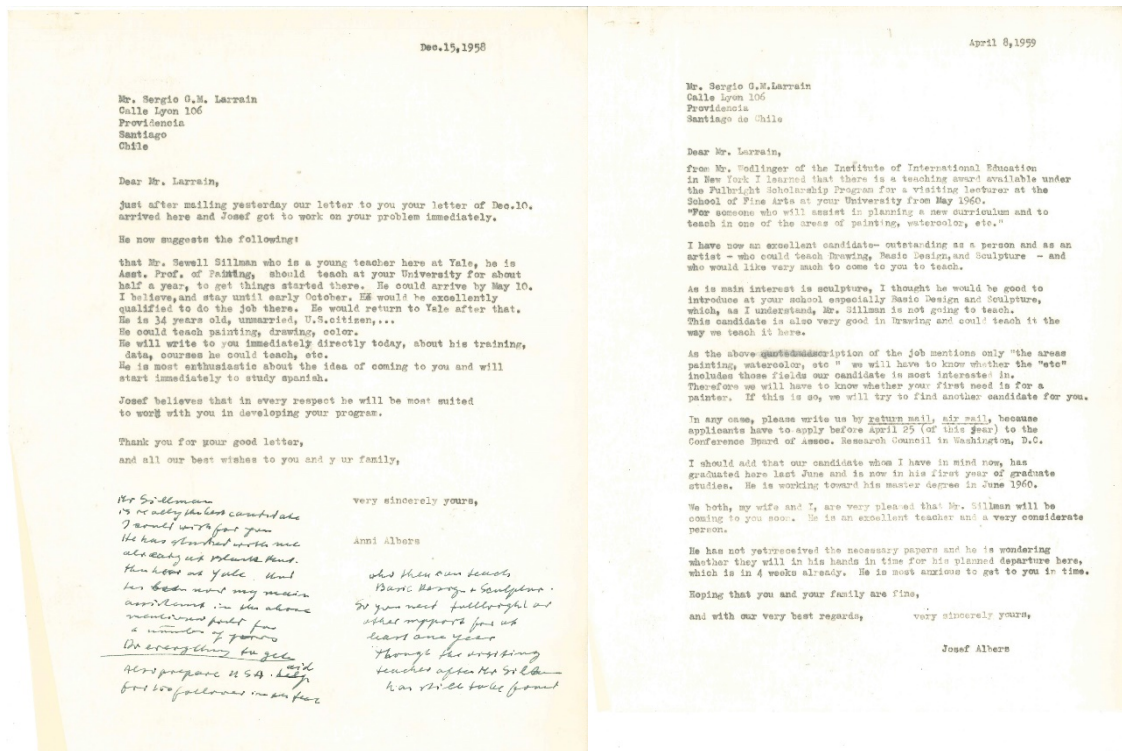 Dec.15,1958
Mr. Sergio G.M. Larrain
Calle Lyon 106
Providencia
Santiago
Chile
Dear Mr. Larrain,
just after mailing yesterday our letter to you your letter of Dec.10.
arrived here and Josef got to work on your problem immediately.
He now suggests the following:
that Mr. Sewell Sillman who is a young teacher here at Yale, he is
Asst. Prof. of Painting, should teach at your University for about
half a year, to get things started there. He could arrive by May 10.
I believe,and stay until early October. He would be excellently
qualified to do the job there. He would return to Yale after that.
He is 34 years old, unmarried, U.S.citizen,...
He could teach painting, drawing, color.
He will write to you immediately directly today, about his training,
data, courses he could teach, etc.
He is most enthusiastic about the idea of coming to you and will
start immediately to study spanish.
Josef believes that in every respect he will be most suited
to work with you in developing your program.
Thank you for your good letter,
and all our best wishes to you and y ur family,
very sincerely yours,
Anni Albers
Mr Sillman
is really the best candidate
I could wish for you
He has studied with me
already at Black Mount.
then here at Yale. And
has been now my main
assistant in the above
mentioned for
a number of years
Do everything to get
Also prepare USA. aid
for follower
who then can teach
Basic Design + Sculpture.
So you need fullbright or
other support for at
least one year
Though the visiting
teacher after Mr Sillman
has still to be found
April 8,1959
Mr. Sergio G.M.Larrain
Calle Lyon 106
Providencia
Santiago de Chile
Dear Mr. Larrain,
from Mr. Wodlinger of the Institute of International Education
in New York I learned that there is a teaching award available under
the Fulbright Scholarship Program for a visiting lecturer at the
School of Fine Arts at your University from May 1960.
"For someone who will assist in planning a new curriculum and to
teach in one of the areas of painting, watercolor, etc."
I have now an excellent candidate- outstanding as a person and as an
artist - who could teach Drawing, Basic Design,and Sculpture - and
who would like very much to come to you to teach.
As is main interest is sculpture, I thought he would be good to
introduce at your school especially Basic Design and Sculpture,
which, as I understand, Mr. Sillman is not going to teach.
This candidate is also very good in Drawing and could teach it the
way we teach it here.
As the above description of the job mentions only "the areas
painting, watercolor, etc " we will have to know whether the "etc"
includes those fields our candidate is most interested in.
Therefore we will have to know whether your first need is for a
painter. If this is so, we will try to find another candidate for you.
In any case, please write us by return mail, air mail, because
applicants have to apply before April 25 (of this year) to the
Conference Board of Assoc. Research Council in Washington, D.C.
I should add that our candidate whom I have in mind now, has
graduated here last June and is now in his first year of graduate
studies. He is working toward his master degree in June 1960.
We both, my wife and I, are very pleased that Mr. Sillman will be
coming to you soon. He is an excellent teacher and a very considerate
person.
He has not yetrreceived the necessary papers and he is wondering
whether they will in his hands in time for his planned departure here,
which is in 4 weeks already. He is most anxious to get to you in time.
Hoping that you and your family are fine,
and with our very best regards, very sincerely yours,
Josef Albers